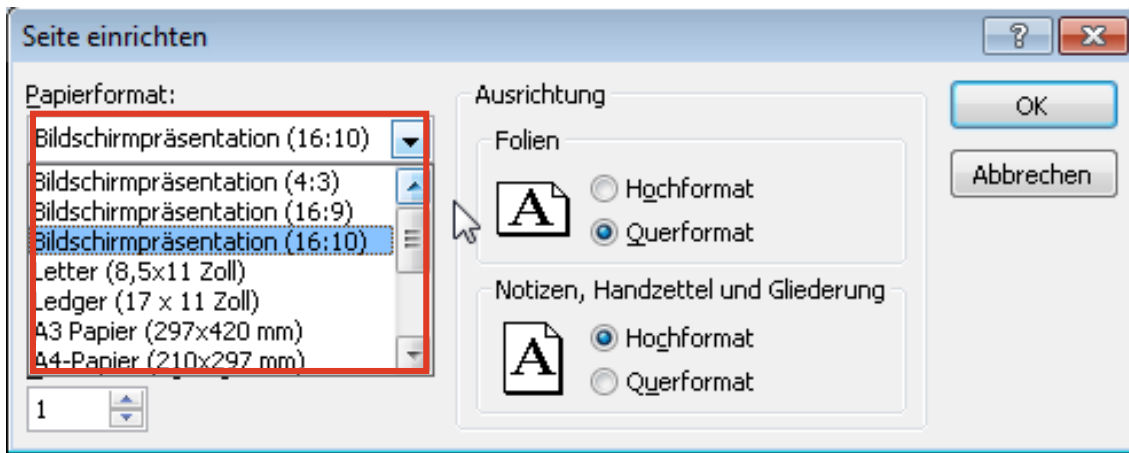 Seite einrichten
Papierformat:
Bildschirmpräsentation (16:10)
Bildschirmpräsentation (4:3)
Bildschirmpräsentation (16:9)
Bildschirmpräsentation (16:10)
Letter (8,5x11 Zoll)
Ledger (17 x 11 Zoll)
A3 Papier (297x420 mm)
A4-Papier (210x297 mm)
1
Ausrichtung
Folien
A
Hochformat
Querformat
Notizen, Handzettel und Gliederung
A
Hochformat
Querformat
OK
Abbrechen